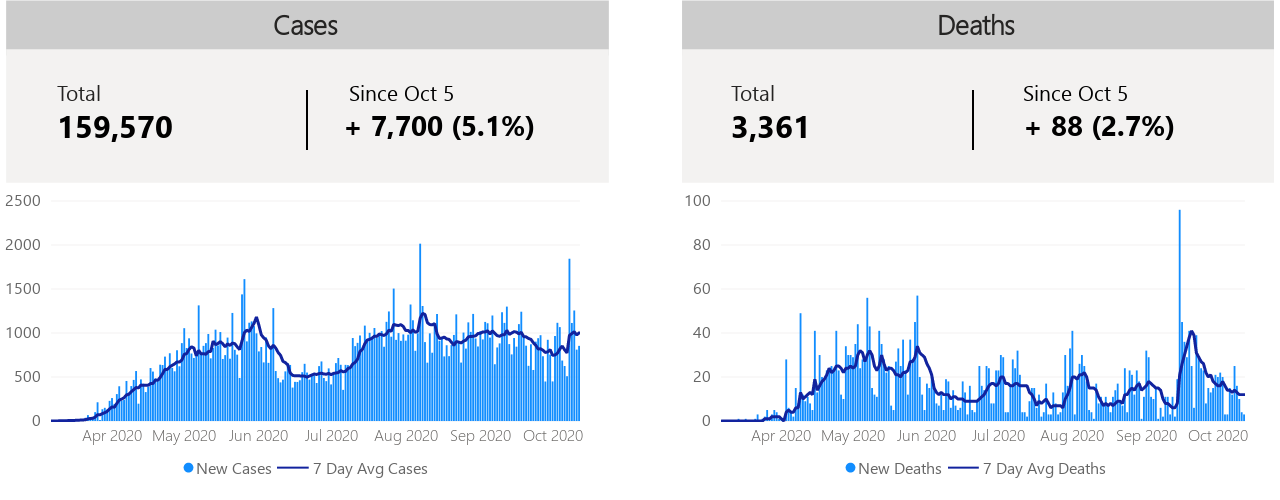 Cases
Total
159,570
Since Oct 5
+ 7,700 (5.1%)
2500
2000
1500
1000
500
0
Apr 2020 May 2020 Jun 2020 Jul 2020 Aug 2020 Sep 2020 Oct 2020
New Cases 7 Day Avg Cases
Deaths
Total
3,361
Since Oct 5
+ 88 (2.7%)
100
80
60
40
20
0
Apr 2020 May 2020 Jun 2020 Jul 2020 Aug 2020 Sep 2020 Oct 2020
New Deaths 7 Day Avg Deaths